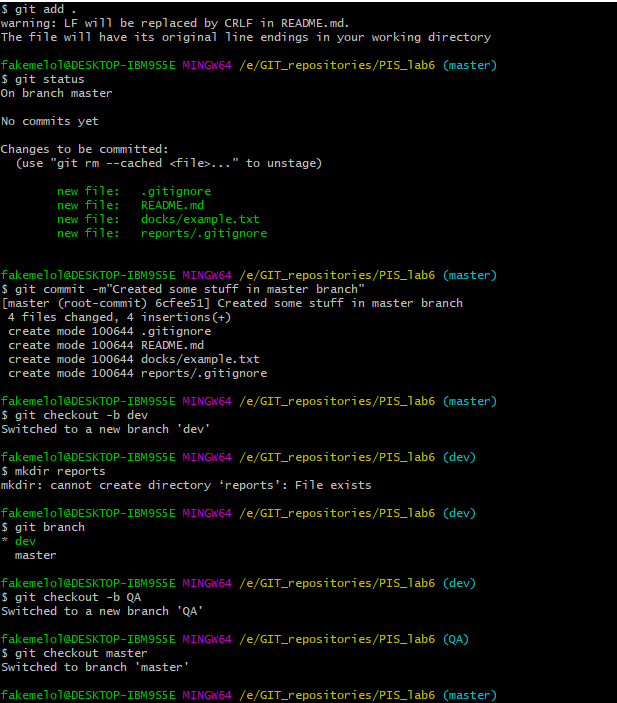 $ git add .
warning: LF will be replaced by CRLF in README.md.
The file will have its original line endings in your working directory
fakemelol@DESKTOP-IBM9S5E MINGW64 /e/GIT_repositories/PIS_lab6 (master)
$ git status
On branch master
No commits yet
Changes to be committed:
  (use "git rm --cached <file>..." to unstage)
        new file:   .gitignore
        new file:   README.md
        new file:   docks/example.txt
        new file:   reports/.gitignore
fakemelol@DESKTOP-IBM9S5E MINGW64 /e/GIT_repositories/PIS_lab6 (master)
$ git commit -m"Created some stuff in master branch"
[master (root-commit) 6cfee51] Created some stuff in master branch
 4 files changed, 4 insertions(+)
 create mode 100644 .gitignore
 create mode 100644 README.md
 create mode 100644 docks/example.txt
 create mode 100644 reports/.gitignore
fakemelol@DESKTOP-IBM9S5E MINGW64 /e/GIT_repositories/PIS_lab6 (master)
$ git checkout -b dev
Switched to a new branch 'dev'
fakemelol@DESKTOP-IBM9S5E MINGW64 /e/GIT_repositories/PIS_lab6 (dev)
$ mkdir reports
mkdir: cannot create directory ‘reports’: File exists
fakemelol@DESKTOP-IBM9S5E MINGW64 /e/GIT_repositories/PIS_lab6 (dev)
$ git branch
* dev
  master
fakemelol@DESKTOP-IBM9S5E MINGW64 /e/GIT_repositories/PIS_lab6 (dev)
$ git checkout -b QA
Switched to a new branch 'QA'
fakemelol@DESKTOP-IBM9S5E MINGW64 /e/GIT_repositories/PIS_lab6 (QA)
$ git checkout master
Switched to branch 'master'
fakemelol@DESKTOP-IBM9S5E MINGW64 /e/GIT_repositories/PIS_lab6 (master)